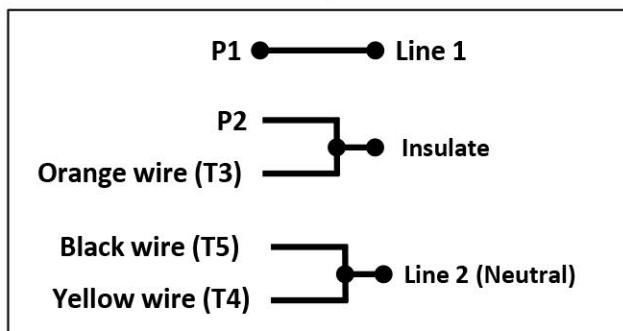 P1 Line 1
P2
Insulate
Orange wire (T3)
Black wire (T5)
Line 2 (Neutral)
Yellow wire (T4)